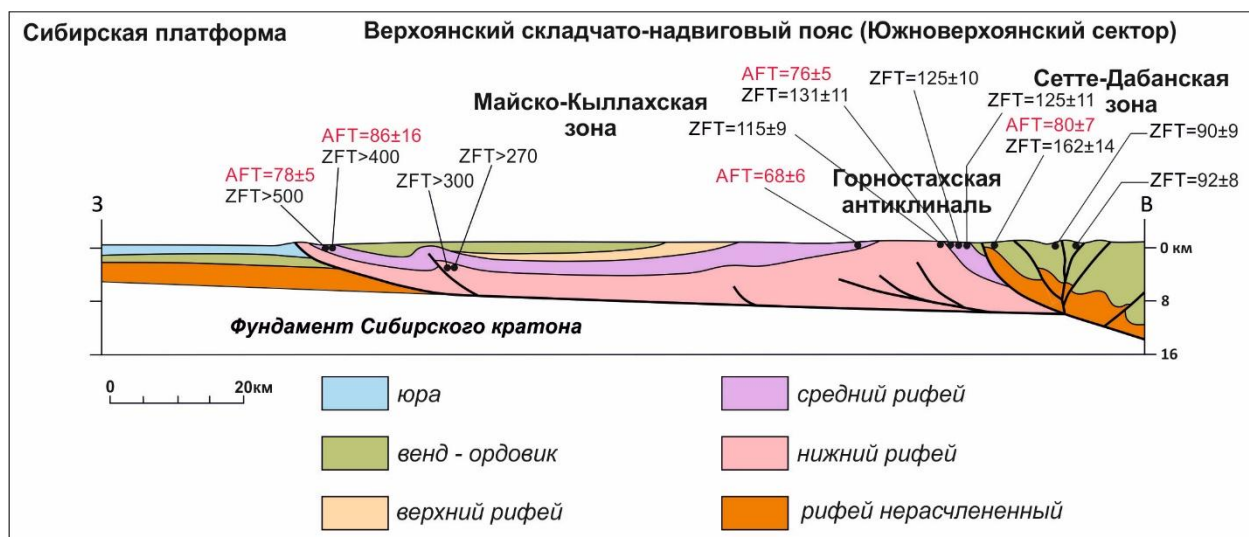 Сибирская платформа
Верхоянский складчато-надвиговый пояс (Южноверхоянский сектор)
AFT=76±5
ZFT=131±11
ZFT=125±10
Сетте-Дабанская
зона
Майско-Кыллахская
зона
ZFT=115±9
ZFT=125±11
AFT=80±7
ZFT=162±14
ZFT=90±9
AFT=86±16
ZFT>400
ZFT>270
AFT=78±5
ZFT>500
ZFT>300
AFT=68±6
Горностахская
антиклиналь
ZFT=92±8
З
В
0 км
8
16
Фундамент Сибирского кратона
0
20км
юра
средний рифей
венд - ордовик
нижний рифей
верхний рифей
рифей нерасчлененный